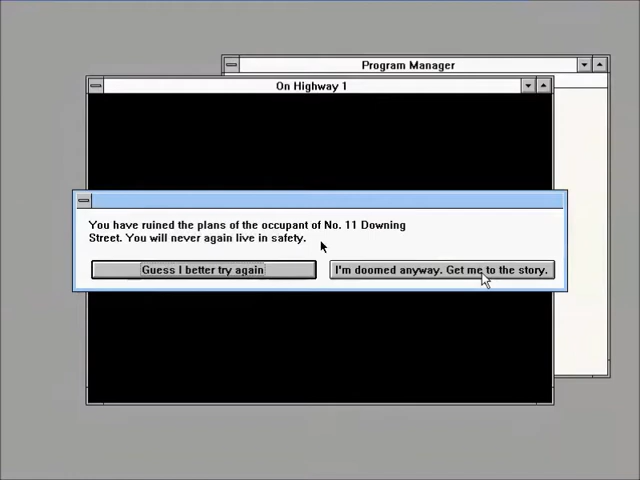 Program Manager
On Highway 1
You have ruined the plans of the occupant of No. 11 Downing
Street. You will never again live in safety.
Guess I better try again
I'm doomed anyway. Get me to the story.